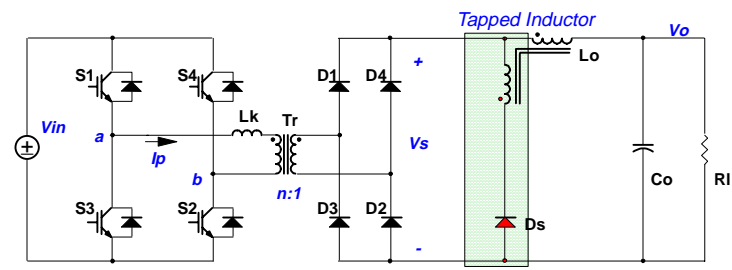 Tapped Inductor
S1
S4
D1
D4
+
Lo
Vo
Vin
a
Lk
Tr
Ip
b
n:1
Vs
Co
Rl
S3
S2
D3
D2
Ds
-